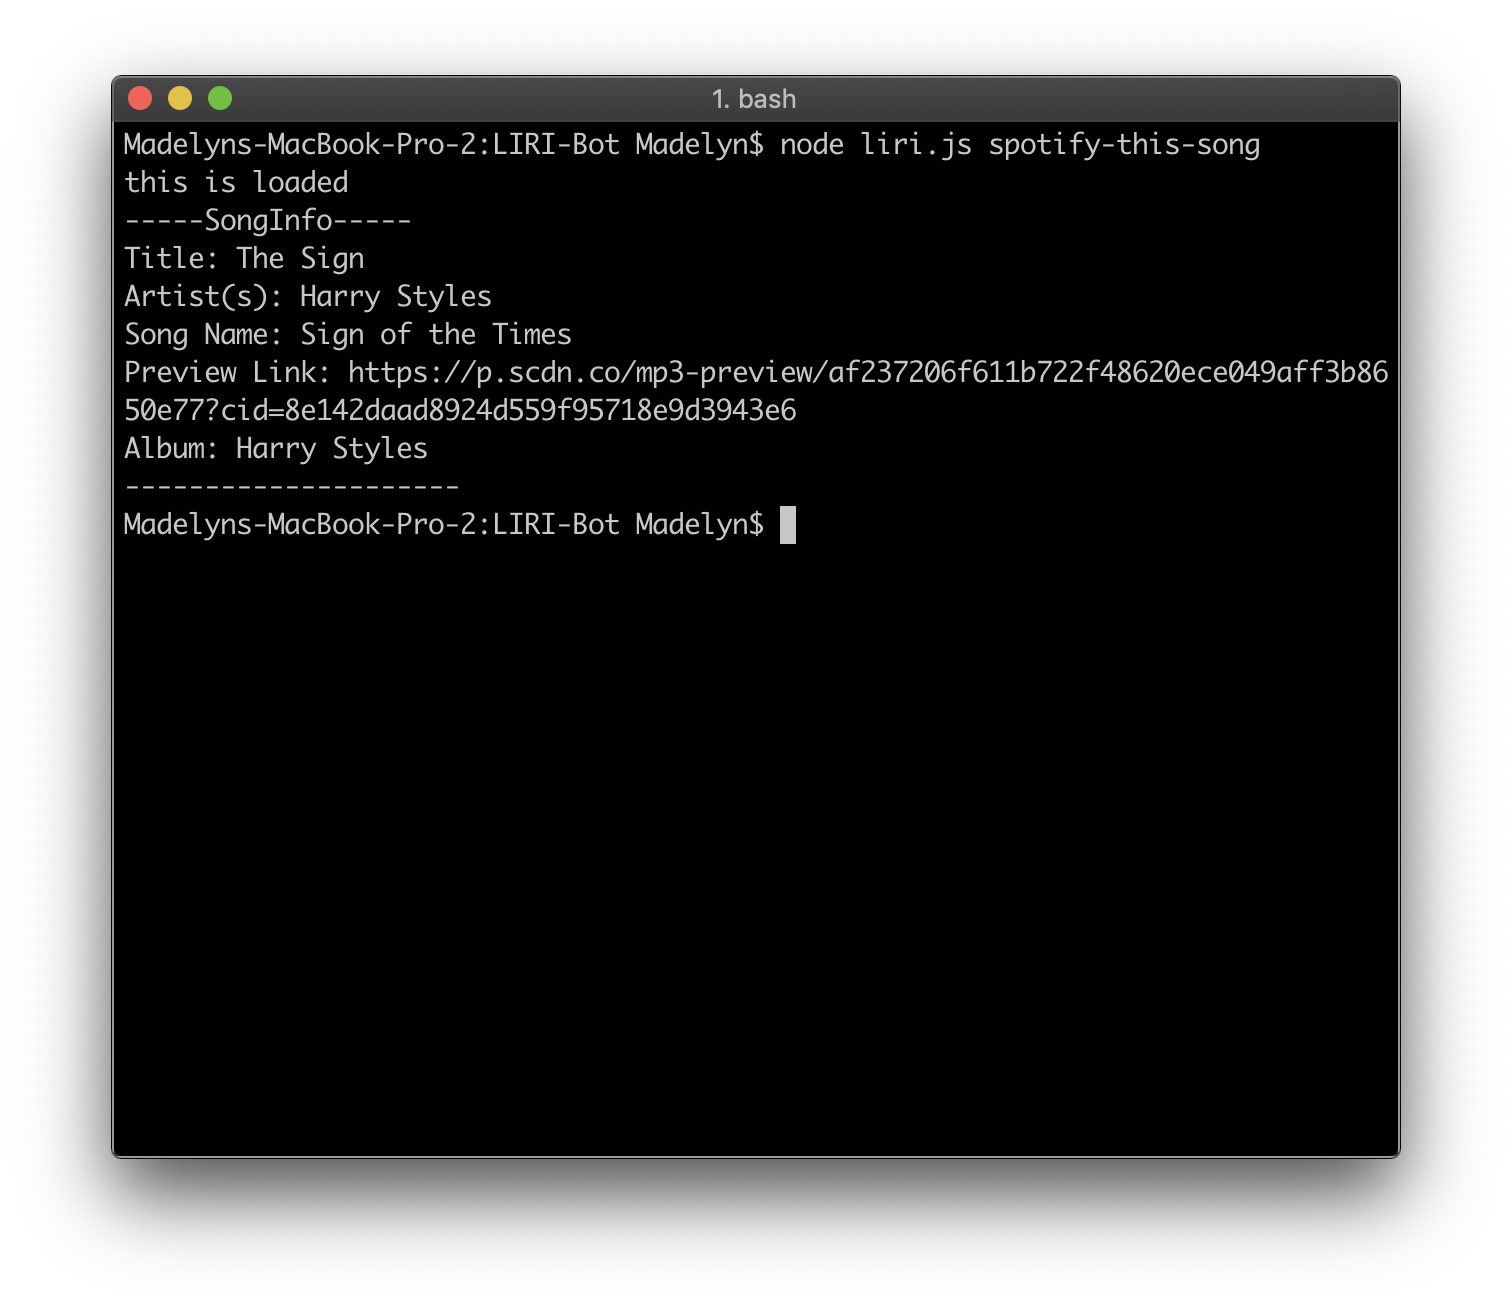 1. bash
Madelyns-MacBook-Pro-2:LIRI-Bot Madelyn$ node liri.js spotify-this-song
this is loaded
-----SongInfo-----
Title: The Sign
Artist(s): Harry Styles
Song Name: Sign of the Times
Preview Link: https://p.scdn.co/mp3-preview/af237206f611b722f48620ece049aff3b86
50e77?cid=8e142daad8924d559f95718e9d3943e6
Album: Harry Styles
---------------------
Madelyns-MacBook-Pro-2:LIRI-Bot Madelyn$